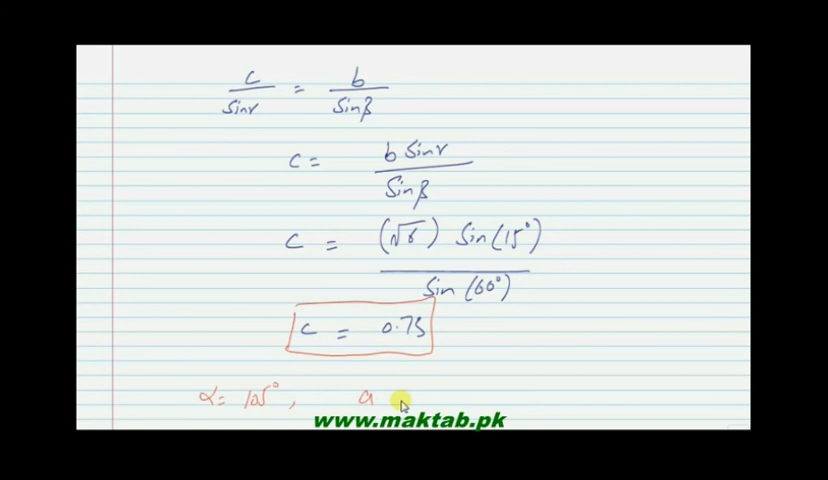 c/sinγ = b/sinβ
c = b sinγ/sinβ
c = (√6) sin(15°)/sin(60°)
c = 0.73
α = 105°, a
www.maktab.pk